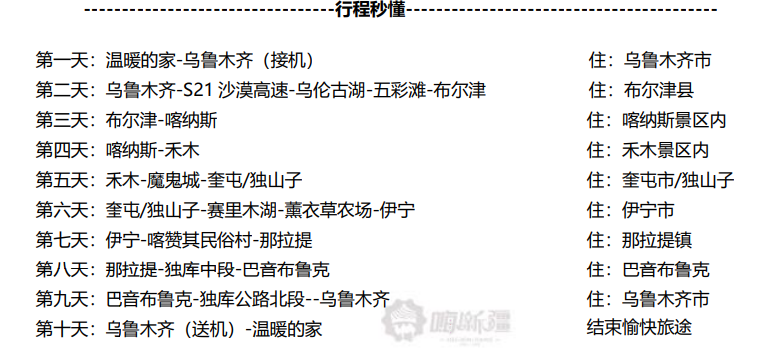 ----------------------------------行程秒懂------------------------------------------
第一天：温暖的家-乌鲁木齐（接机） 住：乌鲁木齐市
第二天：乌鲁木齐-S21 沙漠高速-乌伦古湖-五彩滩-布尔津 住：布尔津县
第三天：布尔津-喀纳斯 住：喀纳斯景区内
第四天：喀纳斯-禾木 住：禾木景区内
第五天：禾木-魔鬼城-奎屯/独山子 住：奎屯市/独山子
第六天：奎屯/独山子-赛里木湖-薰衣草农场-伊宁 住：伊宁市
第七天：伊宁-喀赞其民俗村-那拉提 住：那拉提镇
第八天：那拉提-独库中段-巴音布鲁克 住：巴音布鲁克
第九天：巴音布鲁克-独库公路北段--乌鲁木齐 住：乌鲁木齐市
第十天：乌鲁木齐（送机）-温暖的家 结束愉快旅途
嗨新疆